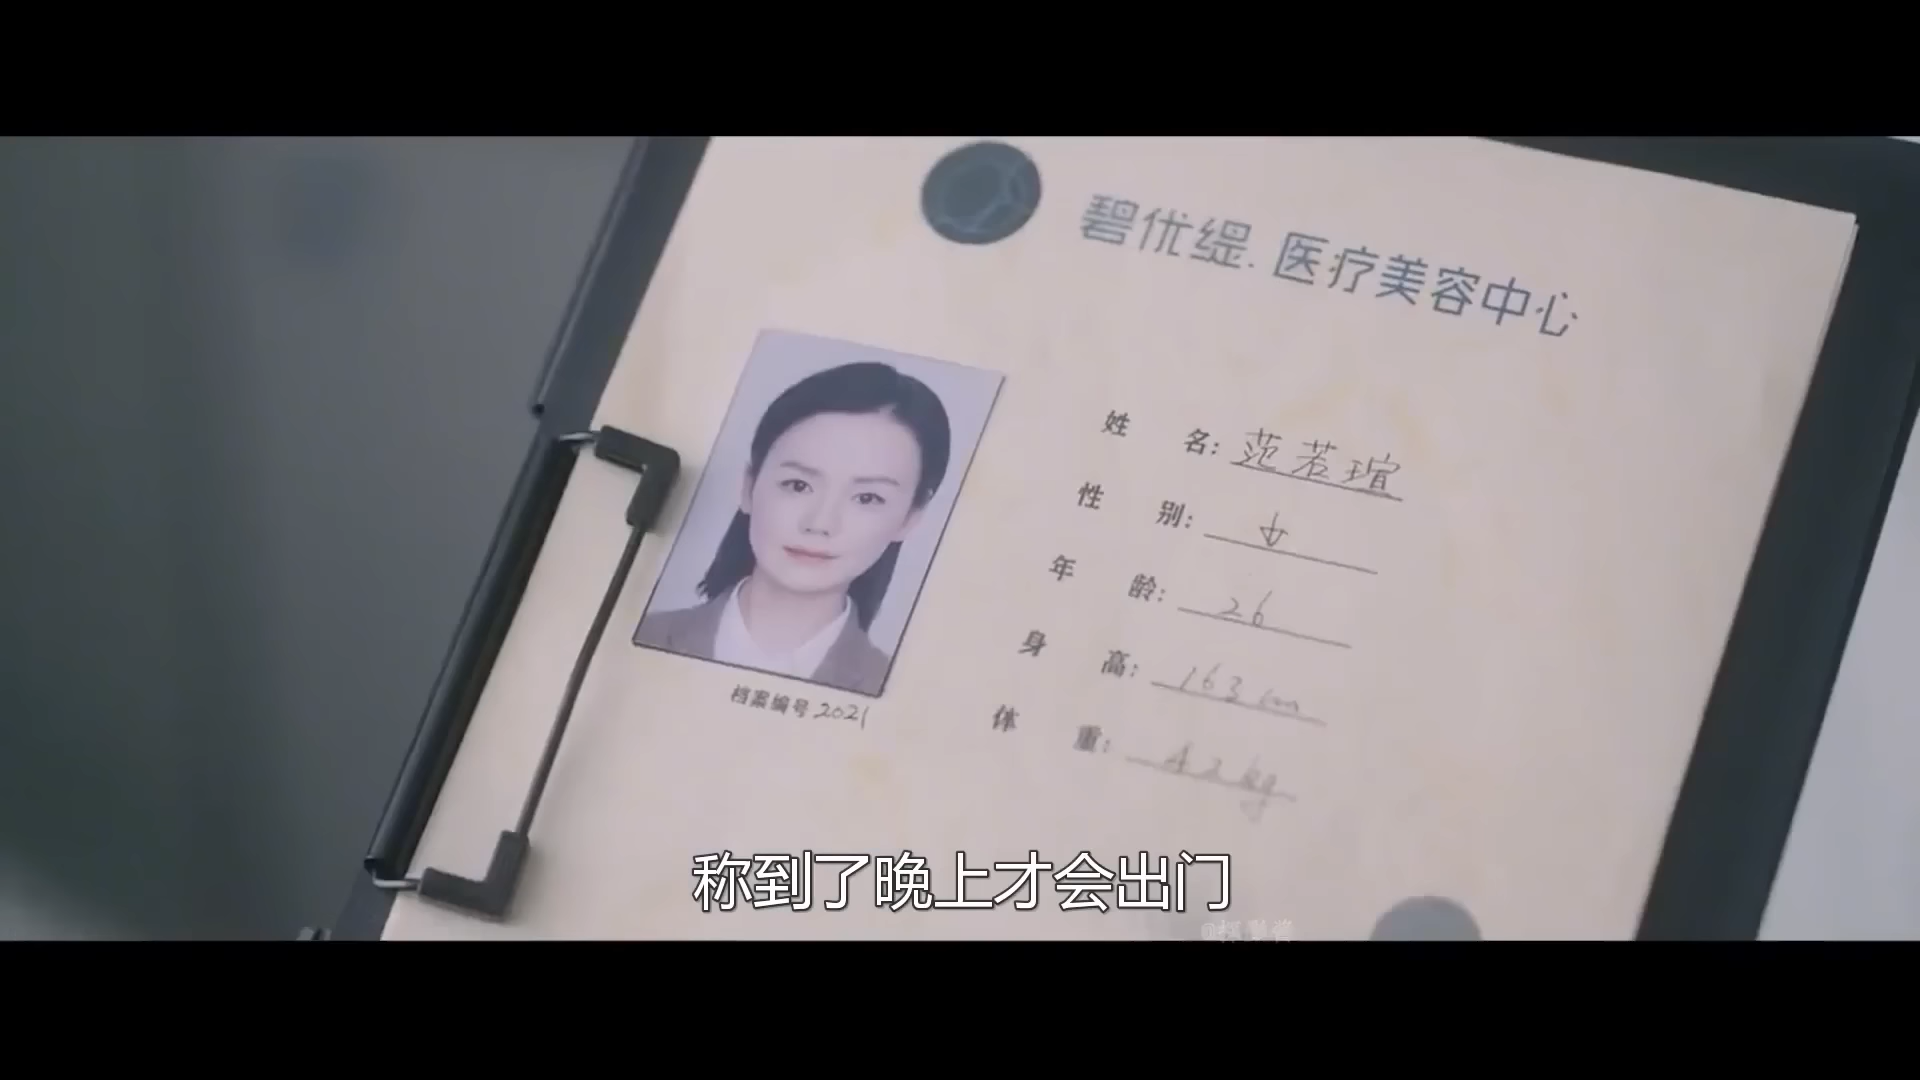 碧优缇.医疗美容中心
姓 名: 范若瑄
性 别: 女
年 龄: 26
身 高: 163cm
体 重: 42kg
档案编号 2021
称到了晚上才会出门